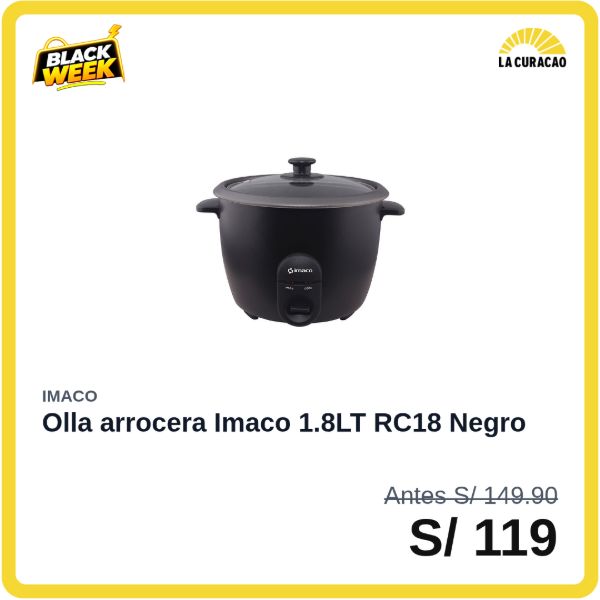 BLACK
WEEK
LA CURACAO
imaco
IMACO
Olla arrocera Imaco 1.8LT RC18 Negro
Antes S/ 149.90
S/ 119